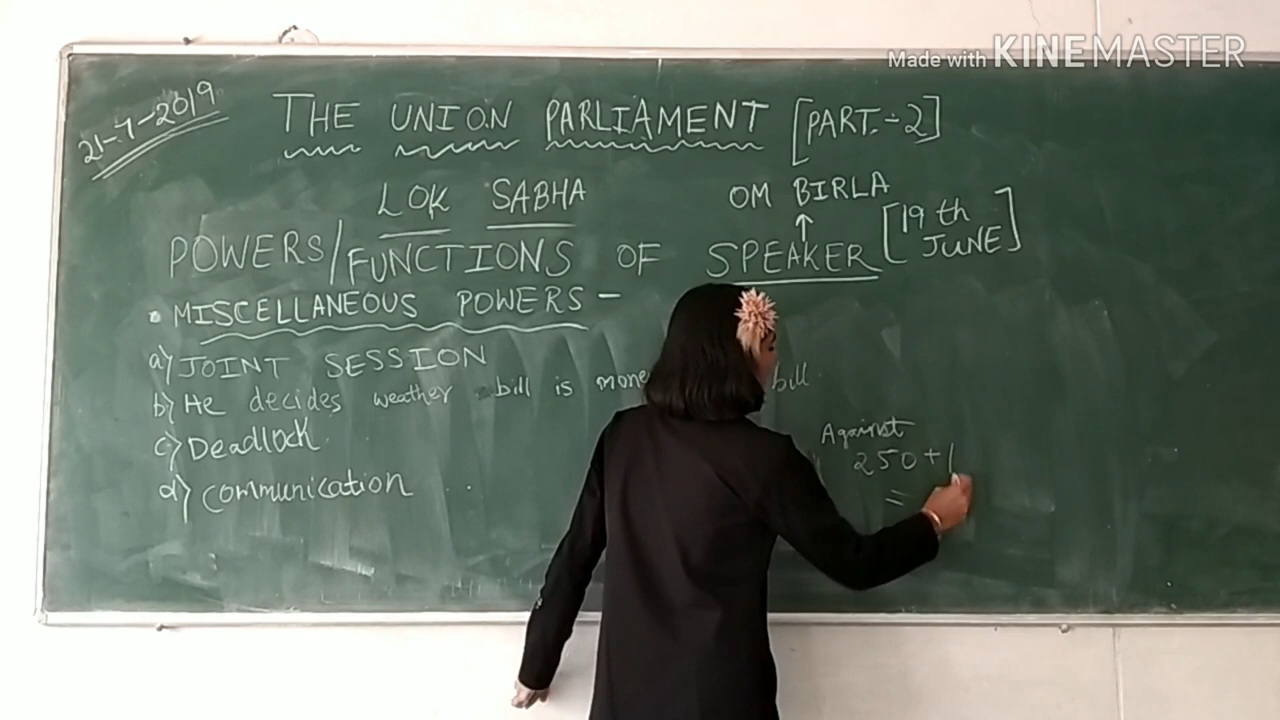 Made with KINEMASTER
21-7-2019
THE UNION PARLIAMENT [PART.-2]
LOK SABHA
OM BIRLA
↑
POWERS/FUNCTIONS OF SPEAKER [19th JUNE]
• MISCELLANEOUS POWERS -
a) JOINT SESSION
b) He decides weather bill is mone bill
c) Deadlock
d) communication
Against
250+1
=